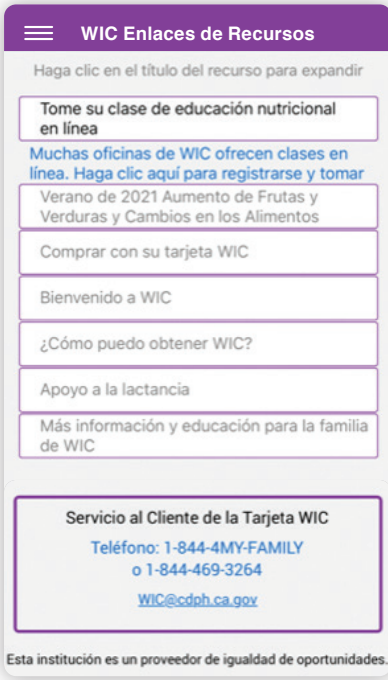 WIC Enlaces de Recursos
Haga clic en el título del recurso para expandir
Tome su clase de educación nutricional
en línea
Muchas oficinas de WIC ofrecen clases en
línea. Haga clic aquí para registrarse y tomar
Verano de 2021 Aumento de Frutas y
Verduras y Cambios en los Alimentos
Comprar con su tarjeta WIC
Bienvenido a WIC
¿Cómo puedo obtener WIC?
Apoyo a la lactancia
Más información y educación para la familia
de WIC
Servicio al Cliente de la Tarjeta WIC
Teléfono: 1-844-4MY-FAMILY
o 1-844-469-3264
WIC@cdph.ca.gov
Esta institución es un proveedor de igualdad de oportunidades.